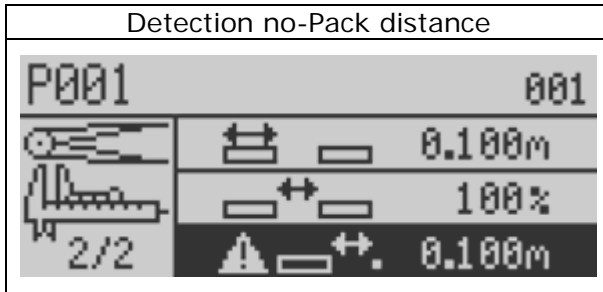 Detection no-Pack distance
P001 001
0.100m
100%
2/2 0.100m